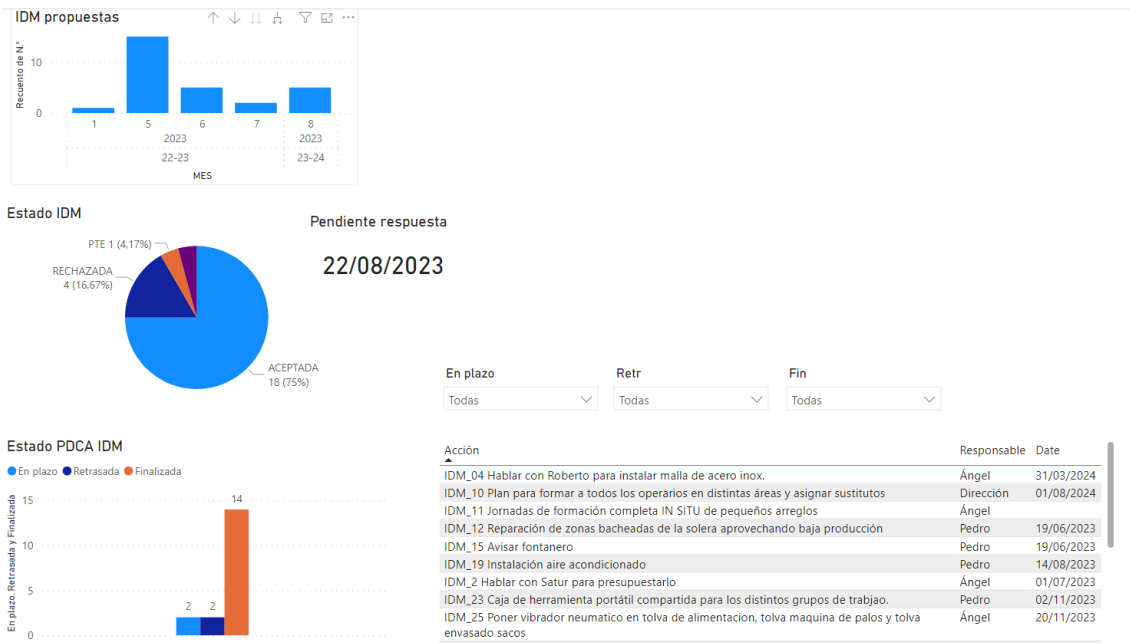 IDM propuestas
Recuento de N.º
10
0
1 5 6 7 8
2023 2023
22-23 23-24
MES
Estado IDM
PTE 1 (4,17%)
RECHAZADA
4 (16,67%)
ACEPTADA
18 (75%)
Pendiente respuesta
22/08/2023
En plazo Retr Fin
Todas Todas Todas
Estado PDCA IDM
En plazo Retrasada Finalizada
En plazo, Retrasada y Finalizada
15
10
5
0
2 2 14
Acción Responsable Date
IDM_04 Hablar con Roberto para instalar malla de acero inox. Ángel 31/03/2024
IDM_10 Plan para formar a todos los operarios en distintas áreas y asignar sustitutos Dirección 01/08/2024
IDM_11 Jornadas de formación completa IN SITU de pequeños arreglos Ángel
IDM_12 Reparación de zonas bacheadas de la solera aprovechando baja producción Pedro 19/06/2023
IDM_15 Avisar fontanero Pedro 19/06/2023
IDM_19 Instalación aire acondicionado Pedro 14/08/2023
IDM_2 Hablar con Satur para presupuestarlo Ángel 01/07/2023
IDM_23 Caja de herramienta portátil compartida para los distintos grupos de trabjao. Pedro 02/11/2023
IDM_25 Poner vibrador neumatico en tolva de alimentacion, tolva maquina de palos y tolva Ángel 20/11/2023
envasado sacos